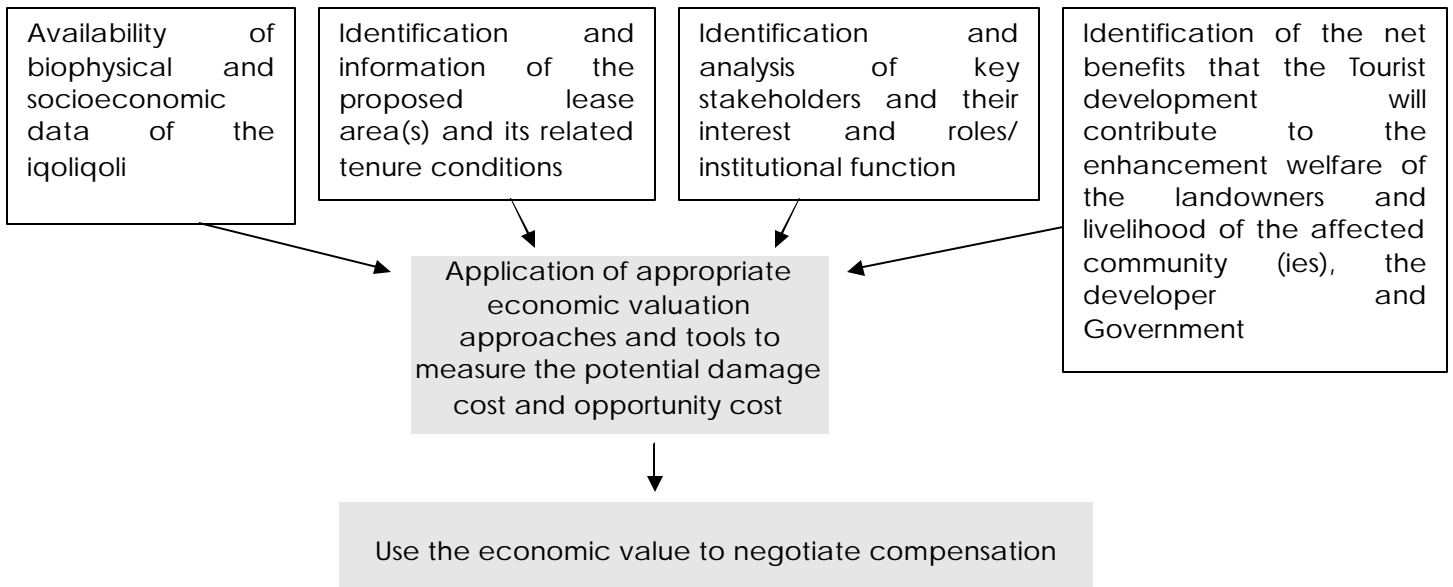 Availability of
biophysical and
socioeconomic
data of the
iqoliqoli
Identification and
information of the
proposed lease
area(s) and its related
tenure conditions
Identification and
analysis of key
stakeholders and their
interest and roles/
institutional function
Identification of the net
benefits that the Tourist
development will
contribute to the
enhancement welfare of
the landowners and
livelihood of the affected
community (ies), the
developer and
Government
Application of appropriate
economic valuation
approaches and tools to
measure the potential damage
cost and opportunity cost
Use the economic value to negotiate compensation